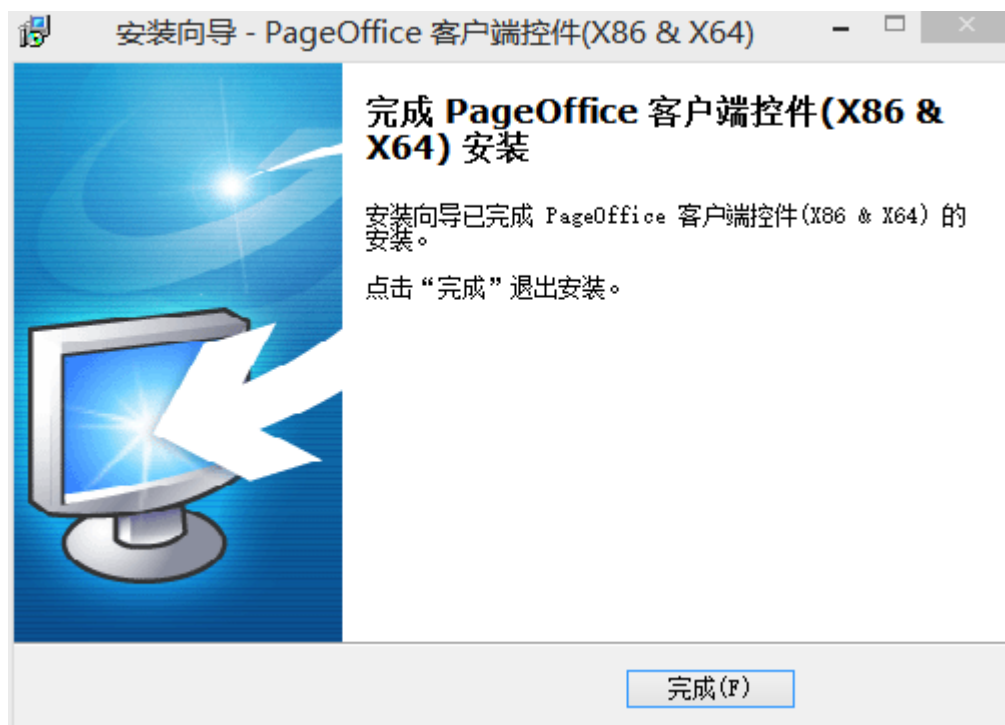 安装向导 - PageOffice 客户端控件(X86 & X64)
完成 PageOffice 客户端控件(X86 &
X64) 安装
安装向导已完成 PageOffice 客户端控件(X86 & X64) 的
安装。
点击“完成”退出安装。
完成(F)